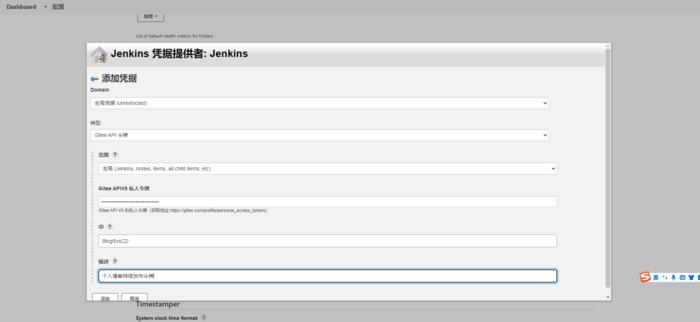 Dashboard
配置
List of default health metrics for Folders
Jenkins 凭据提供者: Jenkins
添加凭据
Domain
全局凭据 (unrestricted)
类型
Gitee API 令牌
范围 ?
全局 (Jenkins, nodes, items, all child items, etc)
Gitee APIV5 私人令牌
Gitee API V5 的私人令牌 (获取地址 https://gitee.com/profile/personal_access_tokens)
ID ?
BlogSysCD
描述 ?
个人博客持续发布令牌
添加
取消
Timestamper
System clock time format ?